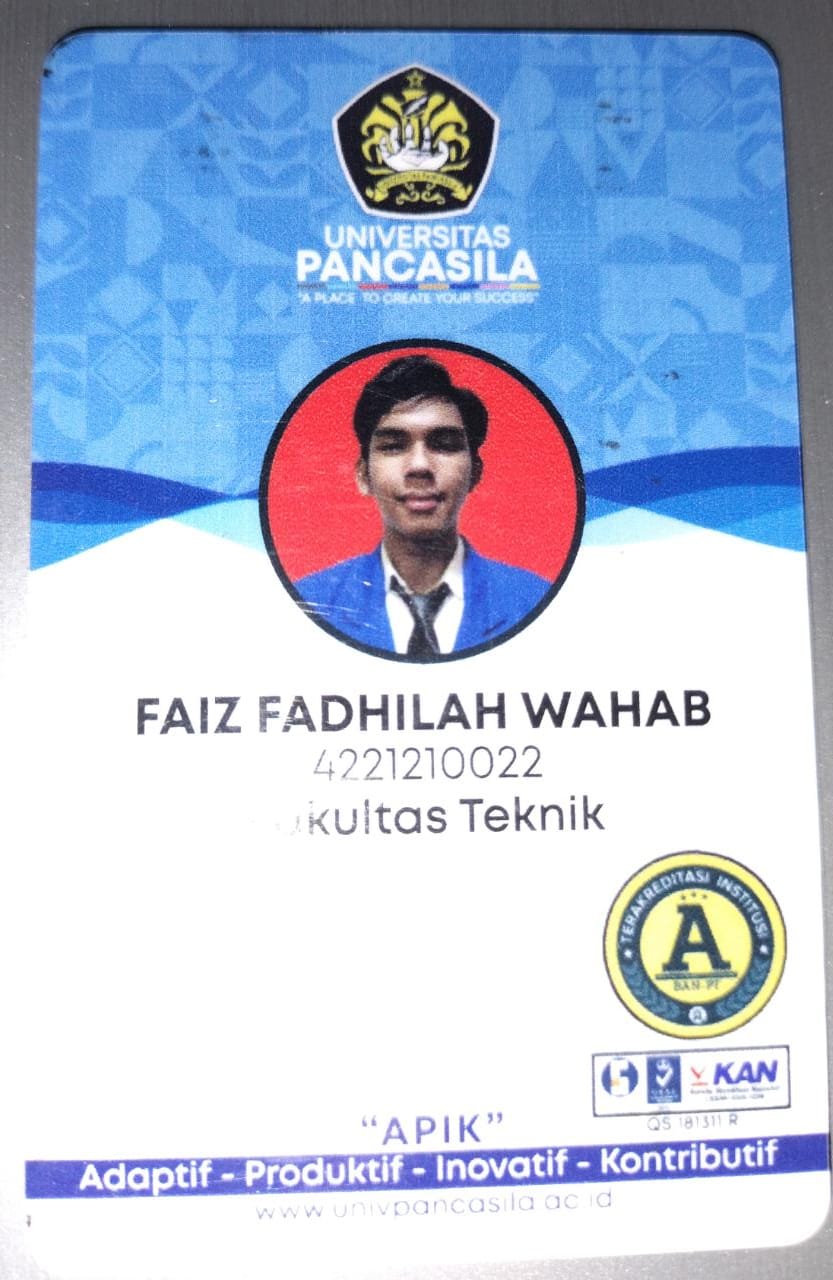 UNIVERSITAS
PANCASILA
"A PLACE TO CREATE YOUR SUCCESS"
FAIZ FADHILAH WAHAB
4221210022
Teknik
TERAKREDITASI INSTITUSI
A
BAN-PT
KAN
QS 181311 R
"APIK"
Adaptif - Produktif - Inovatif - Kontributif
www.univpancasila.ac.id